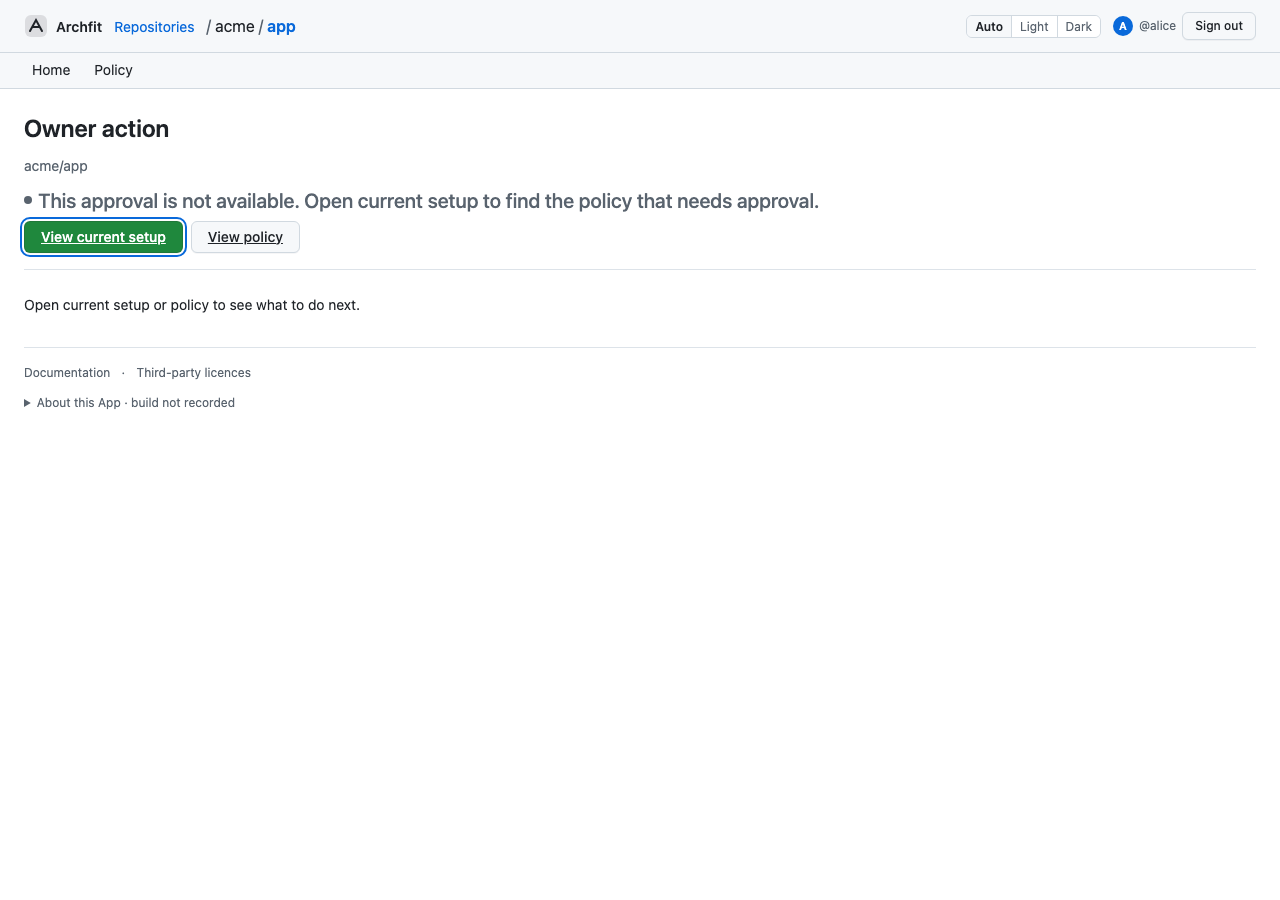 Archfit Repositories / acme / app Auto Light Dark A @alice Sign out
Home Policy
Owner action
acme/app
This approval is not available. Open current setup to find the policy that needs approval.
View current setup View policy
Open current setup or policy to see what to do next.
Documentation · Third-party licences
About this App · build not recorded